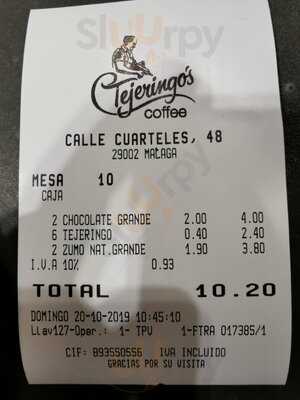 Sluurpy
Tejeringo's
coffee
CALLE CUARTELES, 48
29002 MALAGA
MESA 10
CAJA
2 CHOCOLATE GRANDE 2.00 4.00
6 TEJERINGO 0.40 2.40
2 ZUMO NAT.GRANDE 1.90 3.80
I.V.A 10% 0.93
TOTAL 10.20
DOMINGO 20-10-2019 10:45:10
Llav127-Oper.: 1- TPV 1-FTRA 017385/1
CIF: B93550556 IVA INCLUIDO
GRACIAS POR SU VISITA